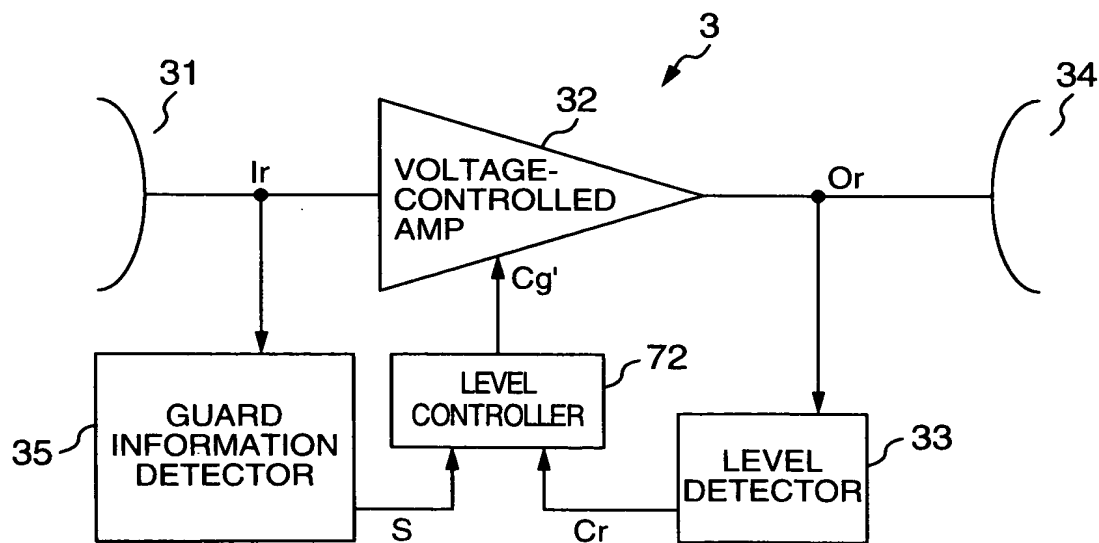 3
31
32
34
Ir
VOLTAGE-
CONTROLLED
AMP
Or
Cg'
72
LEVEL
CONTROLLER
35
GUARD
INFORMATION
DETECTOR
33
LEVEL
DETECTOR
S
Cr